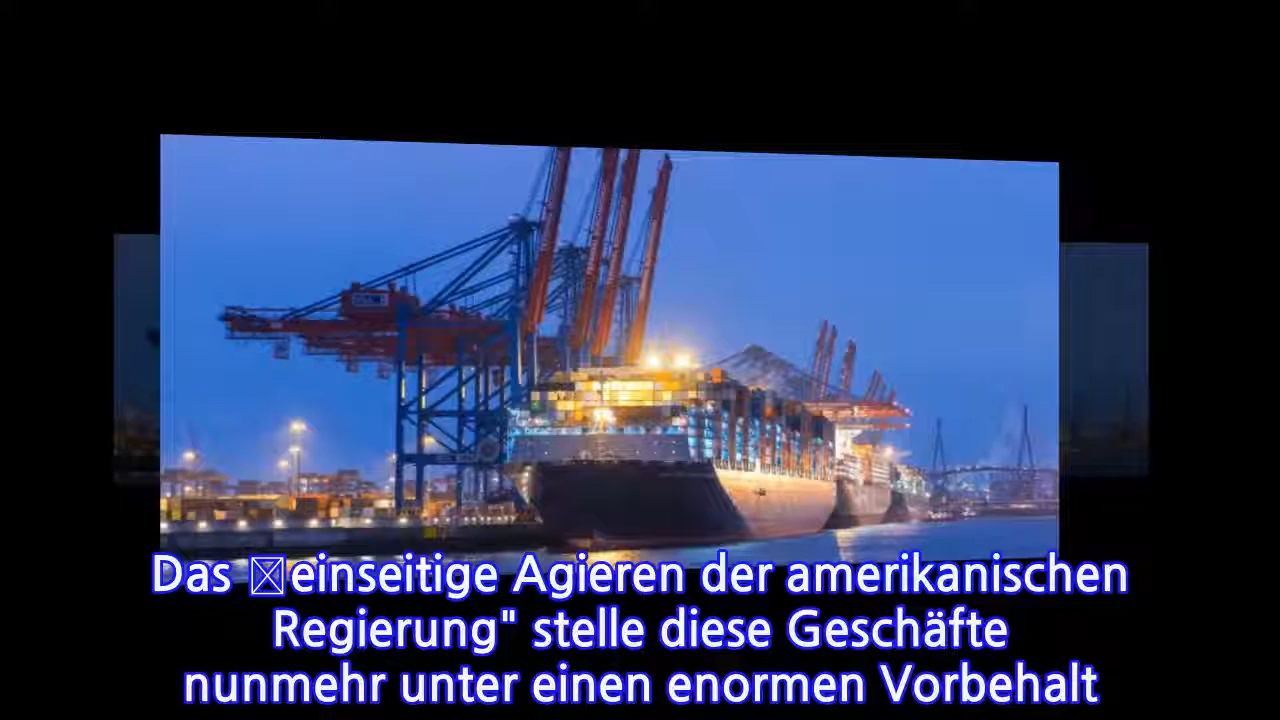 Das einseitige Agieren der amerikanischen
Regierung" stelle diese Geschäfte
nunmehr unter einen enormen Vorbehalt